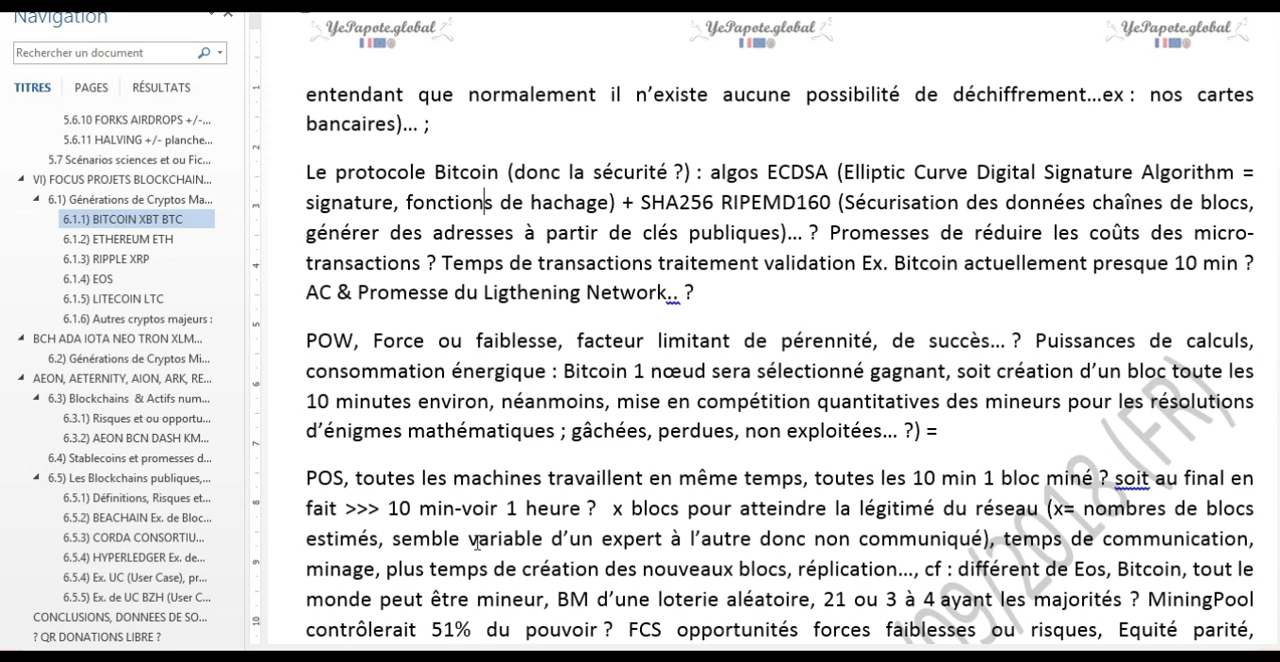 Navigation
Rechercher un document
TITRES PAGES RÉSULTATS
5.6.10 FORKS AIRDROPS +/-...
5.6.11 HALVING +/- planche...
5.7 Scénarios sciences et ou Fic...
VI) FOCUS PROJETS BLOCKCHAIN...
6.1) Générations de Cryptos Ma...
6.1.1) BITCOIN XBT BTC
6.1.2) ETHEREUM ETH
6.1.3) RIPPLE XRP
6.1.4) EOS
6.1.5) LITECOIN LTC
6.1.6) Autres cryptos majeurs :
BCH ADA IOTA NEO TRON XLM...
6.2) Générations de Cryptos Mi...
AEON, AETERNITY, AION, ARK, RE...
6.3) Blockchains & Actifs num...
6.3.1) Risques et ou opportu...
6.3.2) AEON BCN DASH KM...
6.4) Stablecoins et promesses d...
6.5) Les Blockchains publiques,...
6.5.1) Définitions, Risques et...
6.5.2) BEACHAIN Ex. de Bloc...
6.5.3) CORDA CONSORTIU...
6.5.4) HYPERLEDGER Ex. de...
6.5.4) Ex. UC (User Case), pr...
6.5.5) Ex. de UC BZH (User C...
CONCLUSIONS, DONNEES DE SO...
? QR DONATIONS LIBRE ?
YePapote.global YePapote.global YePapote.global
entendant que normalement il n’existe aucune possibilité de déchiffrement...ex : nos cartes
bancaires)... ;
Le protocole Bitcoin (donc la sécurité ?) : algos ECDSA (Elliptic Curve Digital Signature Algorithm =
signature, fonctions de hachage) + SHA256 RIPEMD160 (Sécurisation des données chaînes de blocs,
générer des adresses à partir de clés publiques)... ? Promesses de réduire les coûts des micro-
transactions ? Temps de transactions traitement validation Ex. Bitcoin actuellement presque 10 min ?
AC & Promesse du Ligthening Network.. ?
POW, Force ou faiblesse, facteur limitant de pérennité, de succès... ? Puissances de calculs,
consommation énergique : Bitcoin 1 nœud sera sélectionné gagnant, soit création d’un bloc toute les
10 minutes environ, néanmoins, mise en compétition quantitatives des mineurs pour les résolutions
d’énigmes mathématiques ; gâchées, perdues, non exploitées... ?) =
POS, toutes les machines travaillent en même temps, toutes les 10 min 1 bloc miné ? soit au final en
fait >>> 10 min-voir 1 heure ? x blocs pour atteindre la légitimé du réseau (x= nombres de blocs
estimés, semble variable d’un expert à l’autre donc non communiqué), temps de communication,
minage, plus temps de création des nouveaux blocs, réplication..., cf : différent de Eos, Bitcoin, tout le
monde peut être mineur, BM d’une loterie aléatoire, 21 ou 3 à 4 ayant les majorités ? MiningPool
contrôlerait 51% du pouvoir ? FCS opportunités forces faiblesses ou risques, Equité parité,
09/2018 (FR)
1
2
3
4
5
6
7
8
9
10